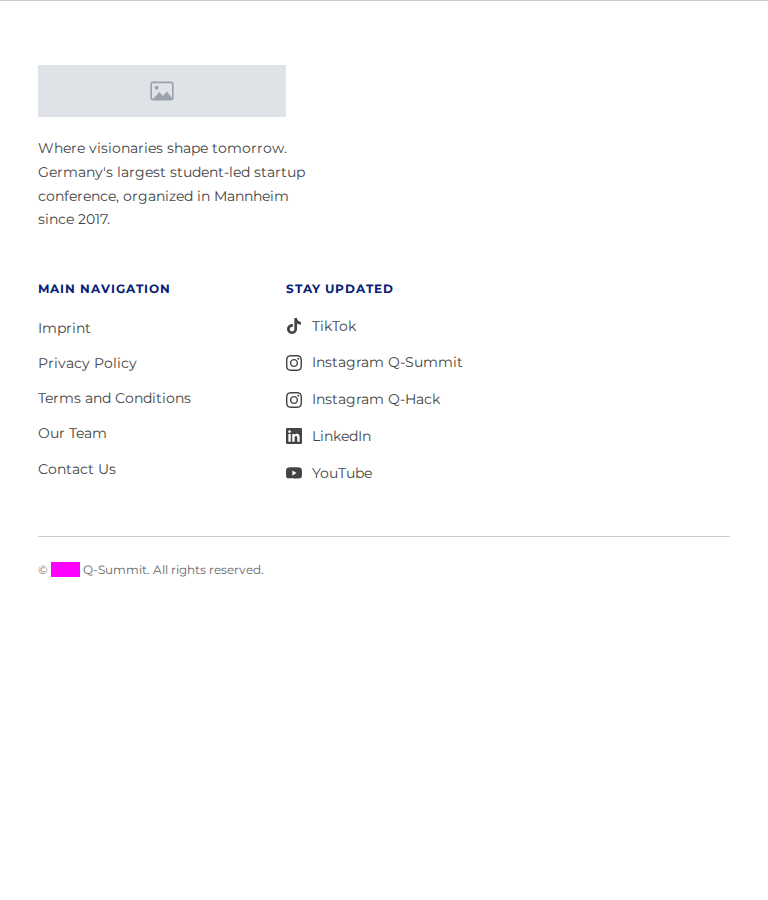 Where visionaries shape tomorrow.
Germany's largest student-led startup
conference, organized in Mannheim
since 2017.
MAIN NAVIGATION
Imprint
Privacy Policy
Terms and Conditions
Our Team
Contact Us
STAY UPDATED
TikTok
Instagram Q-Summit
Instagram Q-Hack
LinkedIn
YouTube
© Q-Summit. All rights reserved.